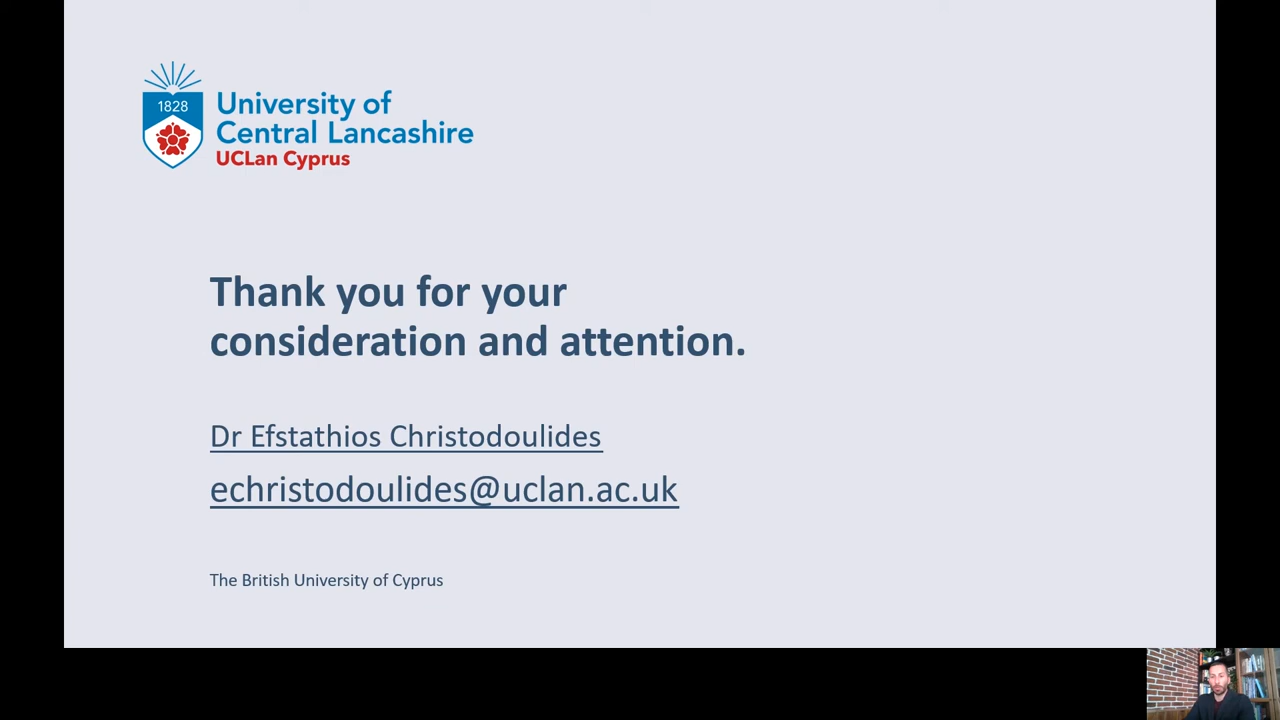 1828
University of
Central Lancashire
UCLan Cyprus
Thank you for your
consideration and attention.
Dr Efstathios Christodoulides
echristodoulides@uclan.ac.uk
The British University of Cyprus